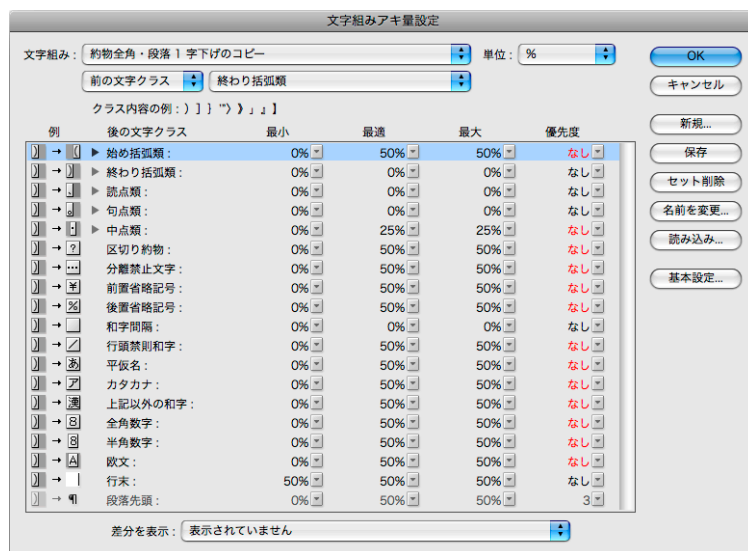 文字組みアキ量設定
文字組み： 約物全角・段落 1 字下げのコピー 単位： %
前の文字クラス 終わり括弧類
クラス内容の例： ) ] } ’”〉》」』】
例 後の文字クラス 最小 最適 最大 優先度
) → ( ▶ 始め括弧類： 0% 50% 50% なし
) → ) ▶ 終わり括弧類： 0% 0% 0% なし
) → 、 ▶ 読点類： 0% 0% 0% なし
) → 。 ▶ 句点類： 0% 0% 0% なし
) → ・ ▶ 中点類： 0% 25% 25% なし
) → ? 区切り約物： 0% 50% 50% なし
) → … 分離禁止文字： 0% 50% 50% なし
) → ¥ 前置省略記号： 0% 50% 50% なし
) → % 後置省略記号： 0% 50% 50% なし
) → 和字間隔： 0% 0% 0% なし
) → ／ 行頭禁則和字： 0% 50% 50% なし
) → あ 平仮名： 0% 50% 50% なし
) → ア カタカナ： 0% 50% 50% なし
) → 漢 上記以外の和字： 0% 50% 50% なし
) → 8 全角数字： 0% 50% 50% なし
) → 8 半角数字： 0% 50% 50% なし
) → A 欧文： 0% 50% 50% なし
) → 行末： 50% 50% 50% なし
) → ¶ 段落先頭： 0% 50% 50% 3
差分を表示： 表示されていません
OK
キャンセル
新規...
保存
セット削除
名前を変更...
読み込み...
基本設定...